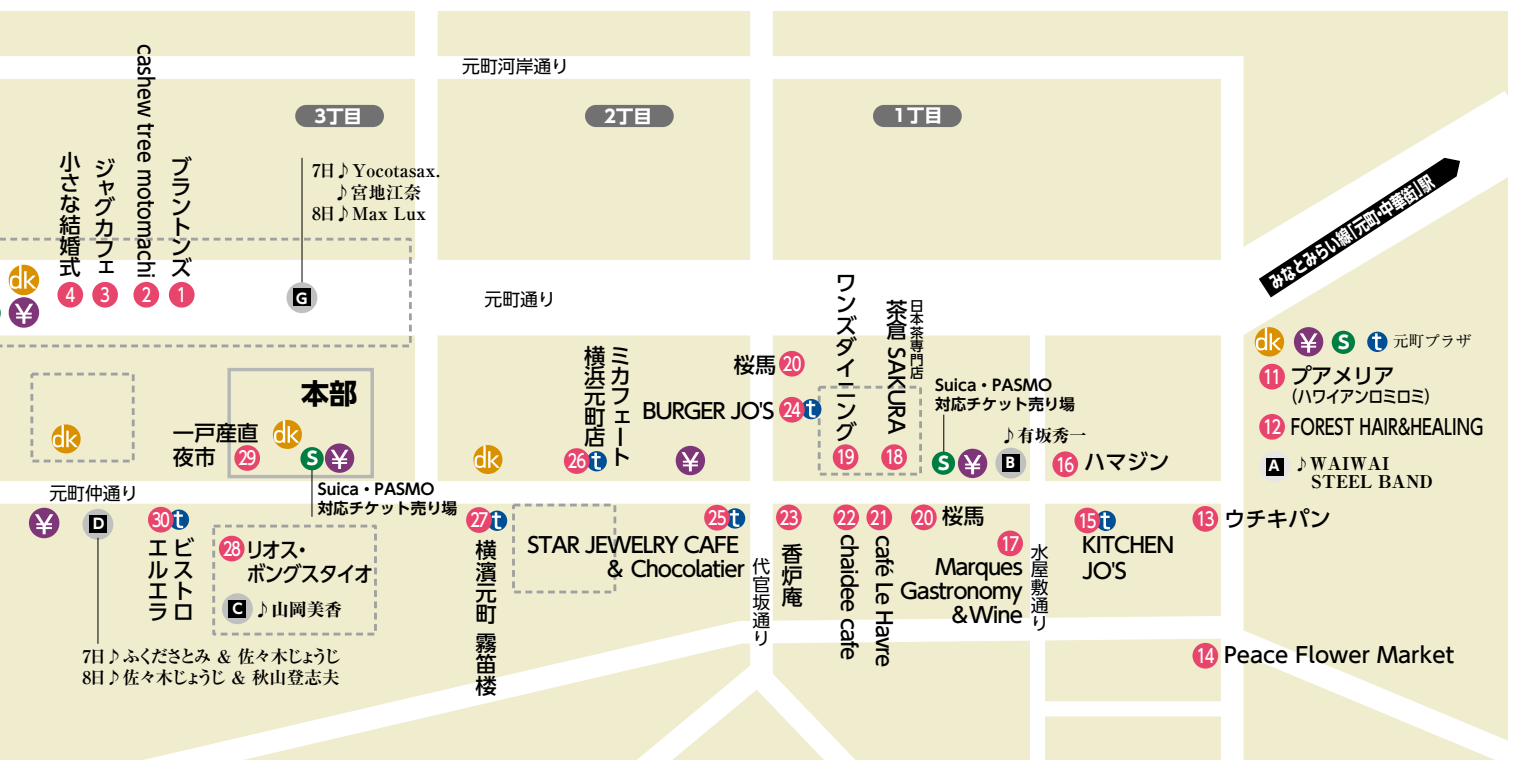 元町河岸通り
3丁目
2丁目
1丁目
cashew tree motomachi
小さな結婚式
ジャグカフェ
ブラントンズ
7日♪Yocotasax.
♪宮地江奈
8日♪Max Lux
みなとみらい線「元町・中華街」駅
dk
¥
4
3
2
1
G
元町通り
ワンズダイニング
日本茶専門店
茶倉 SAKURA
dk ¥ S t 元町プラザ
11 プアメリア
(ハワイアンロミロミ)
12 FOREST HAIR&HEALING
A ♪WAIWAI
STEEL BAND
本部
dk
一戸産直
夜市 29
dk
S ¥
Suica・PASMO
対応チケット売り場
dk
ミカフェート
横浜元町店
26 t
¥
桜馬 20
BURGER JO'S 24 t
19
18
Suica・PASMO
対応チケット売り場
♪有坂秀一
S ¥ B
16 ハマジン
元町仲通り
¥
D
7日♪ふくださとみ & 佐々木じょうじ
8日♪佐々木じょうじ & 秋山登志夫
30 t
ビストロ
エルエラ
28 リオス・
ボングスタイオ
C ♪山岡美香
27 t
横濱元町 霧笛楼
25 t
STAR JEWELRY CAFE
& Chocolatier
代官坂通り
23
香炉庵
22
chaidee cafe
21
café Le Havre
20 桜馬
17
Marques
Gastronomy
&Wine
水屋敷通り
15 t
KITCHEN
JO'S
13 ウチキパン
14 Peace Flower Market